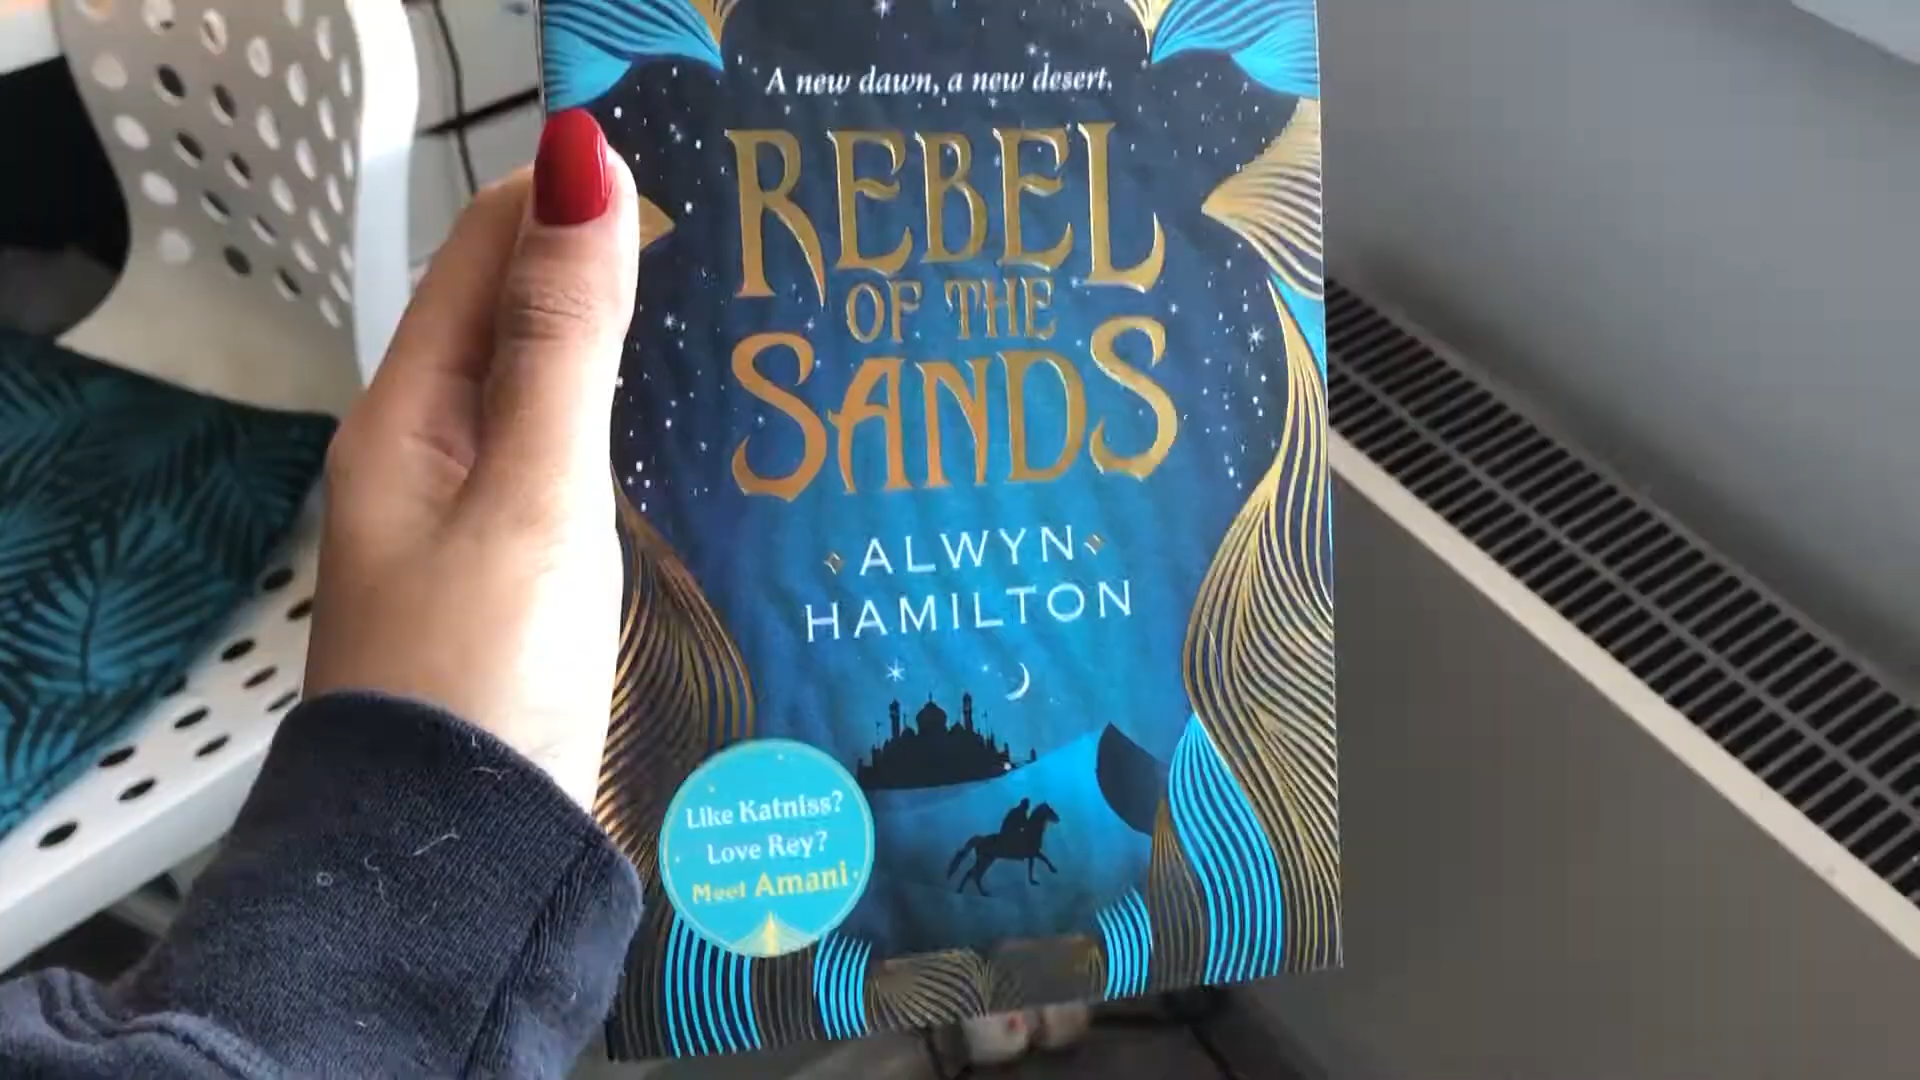 A new dawn, a new desert.
REBEL
OF THE
SANDS
ALWYN
HAMILTON
Like Katniss?
Love Rey?
Meet Amani